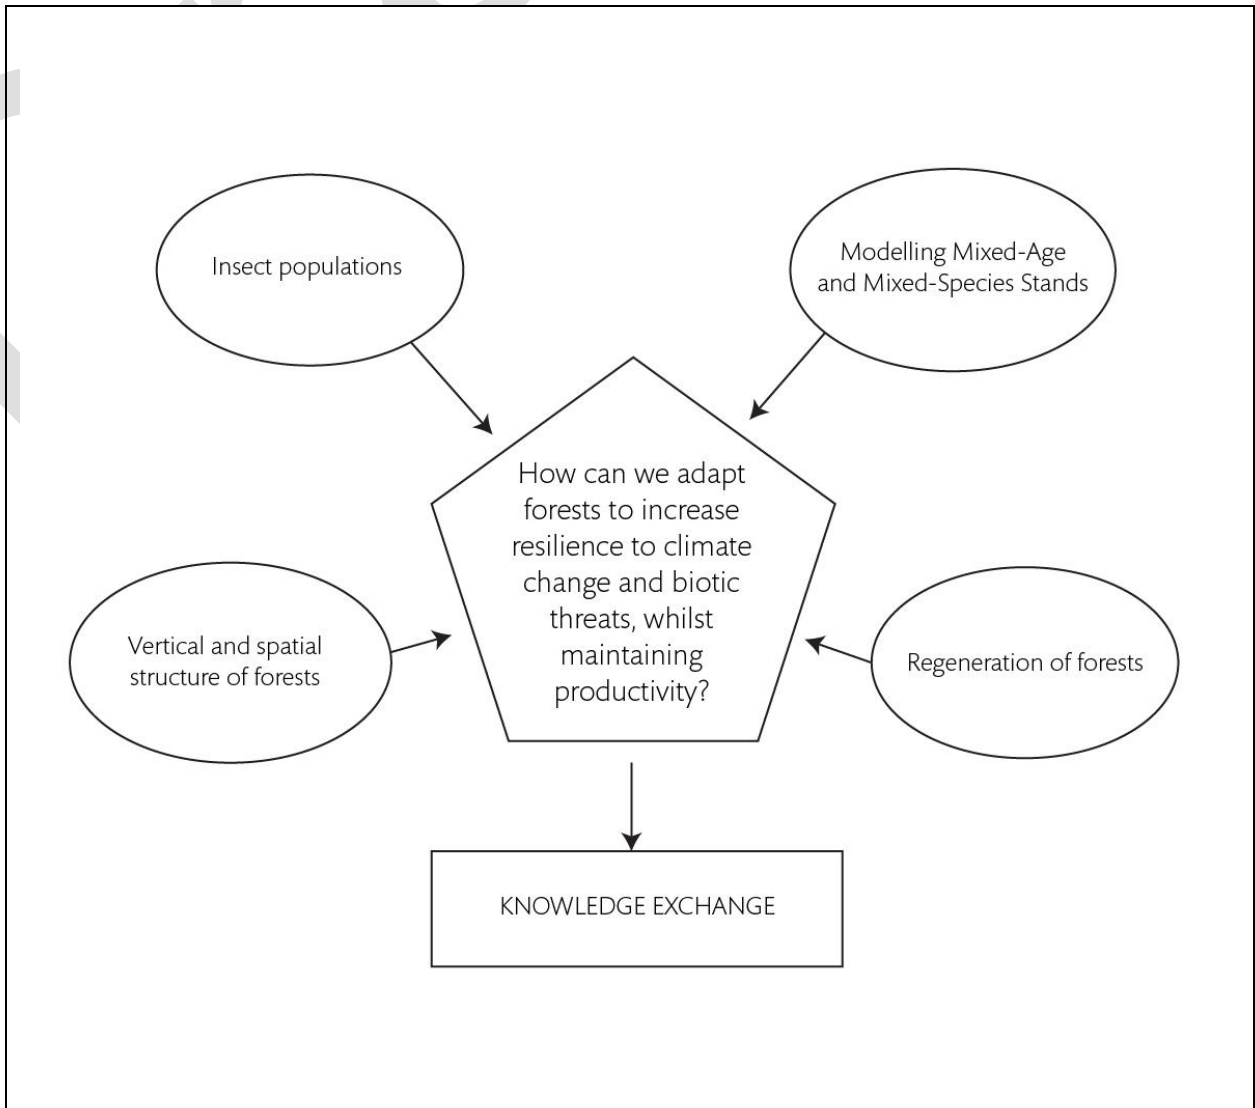 Insect populations
Modelling Mixed-Age
and Mixed-Species Stands
How can we adapt
forests to increase
resilience to climate
change and biotic
threats, whilst
maintaining
productivity?
Vertical and spatial
structure of forests
Regeneration of forests
KNOWLEDGE EXCHANGE